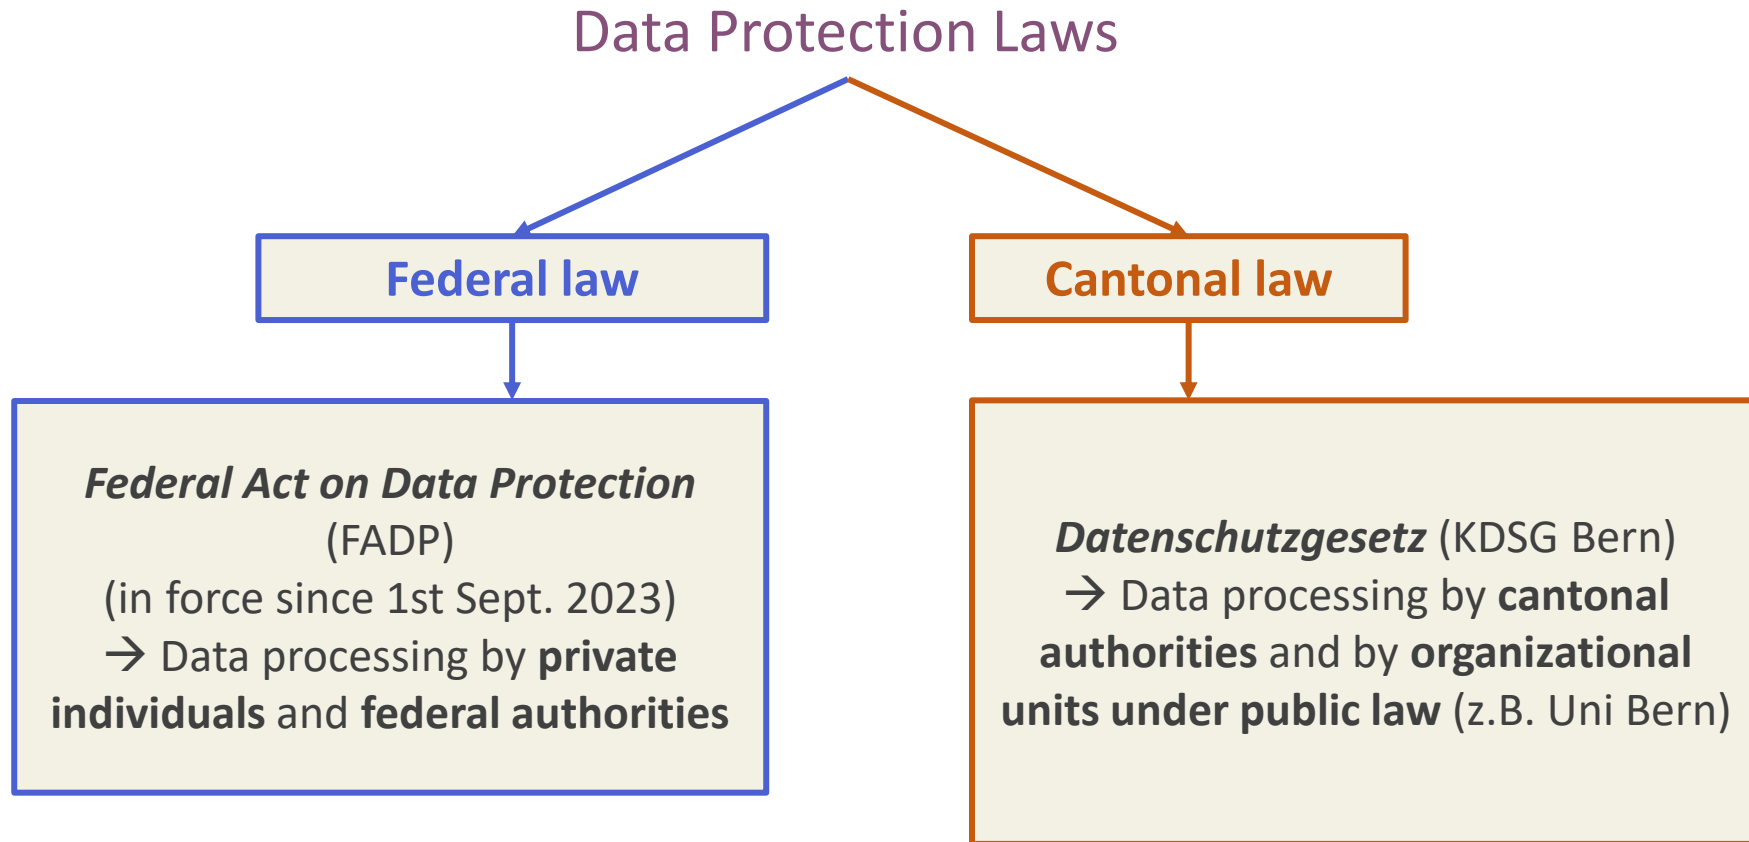 Data Protection Laws
Federal law
Cantonal law
Federal Act on Data Protection
(FADP)
(in force since 1st Sept. 2023)
→ Data processing by private
individuals and federal authorities
Datenschutzgesetz (KDSG Bern)
→ Data processing by cantonal
authorities and by organizational
units under public law (z.B. Uni Bern)